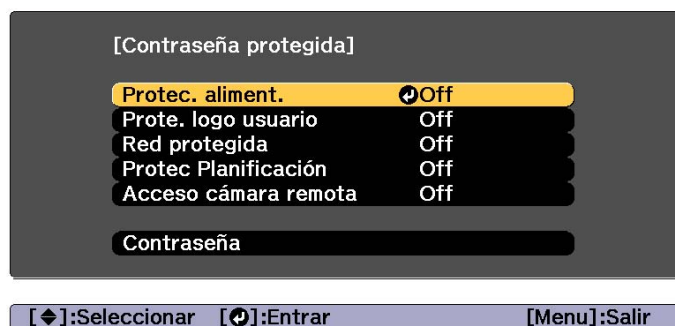 [Contraseña protegida]
Protec. aliment. Off
Prote. logo usuario Off
Red protegida Off
Protec Planificación Off
Acceso cámara remota Off
Contraseña
[ ]:Seleccionar [ ]:Entrar [Menu]:Salir